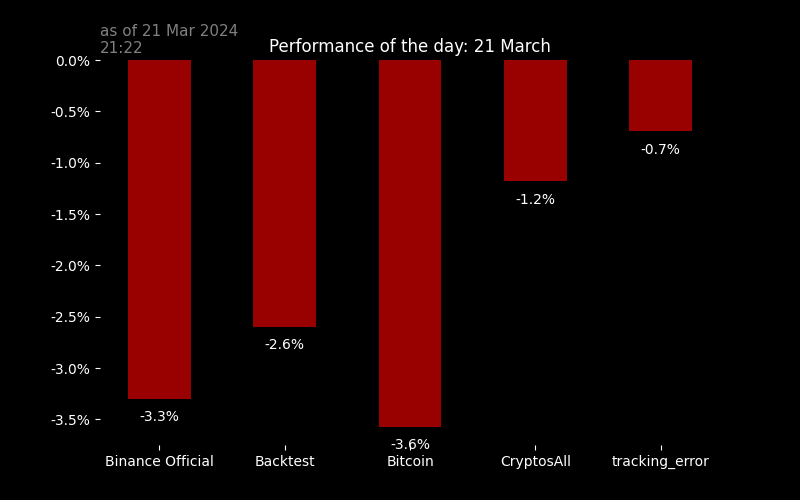 as of 21 Mar 2024
21:22
Performance of the day: 21 March
0.0%
-0.5%
-1.0%
-1.5%
-2.0%
-2.5%
-3.0%
-3.5%
-3.3%
-2.6%
-3.6%
-1.2%
-0.7%
Binance Official
Backtest
Bitcoin
CryptosAll
tracking_error